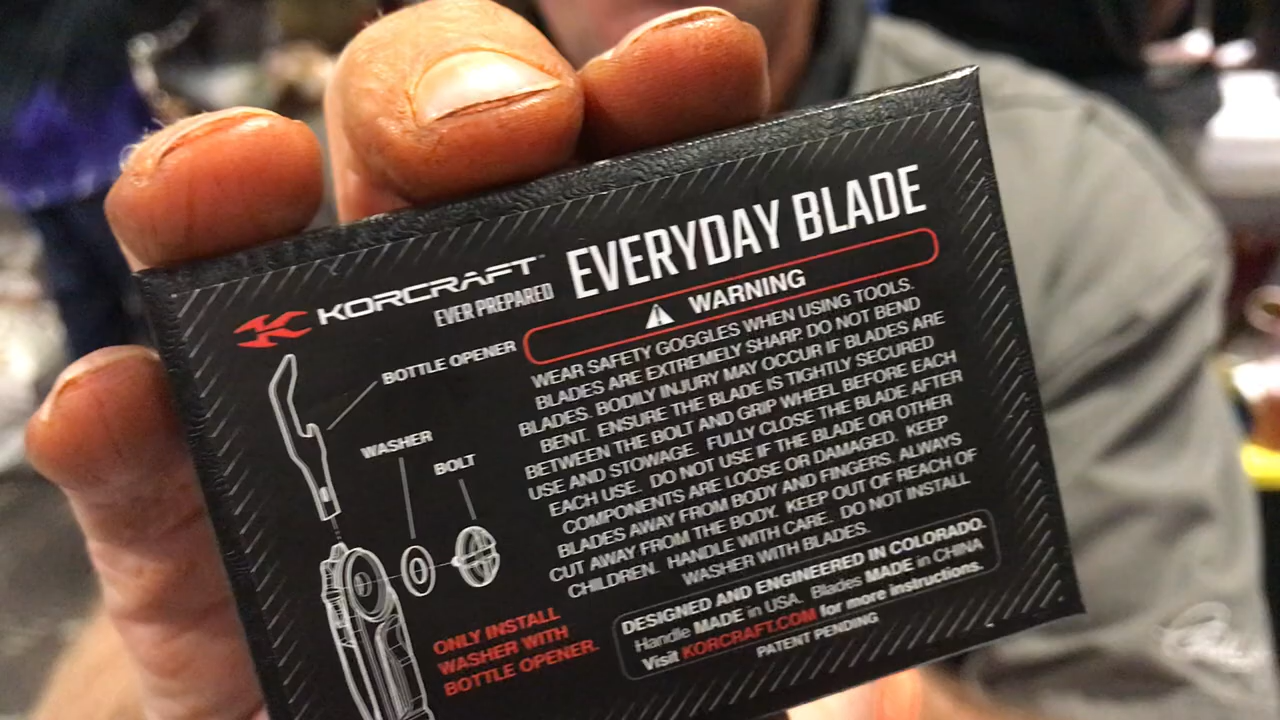 KORCRAFT™
EVER PREPARED
EVERYDAY BLADE
WARNING
WEAR SAFETY GOGGLES WHEN USING TOOLS.
BLADES ARE EXTREMELY SHARP. DO NOT BEND
BLADES. BODILY INJURY MAY OCCUR IF BLADES ARE
BENT. ENSURE THE BLADE IS TIGHTLY SECURED
BETWEEN THE BOLT AND GRIP WHEEL BEFORE EACH
USE AND STOWAGE. FULLY CLOSE THE BLADE AFTER
EACH USE. DO NOT USE IF THE BLADE OR OTHER
COMPONENTS ARE LOOSE OR DAMAGED. KEEP
BLADES AWAY FROM BODY AND FINGERS. ALWAYS
CUT AWAY FROM THE BODY. KEEP OUT OF REACH OF
CHILDREN. HANDLE WITH CARE. DO NOT INSTALL
WASHER WITH BLADES.
BOTTLE OPENER
WASHER
BOLT
ONLY INSTALL
WASHER WITH
BOTTLE OPENER.
DESIGNED AND ENGINEERED IN COLORADO.
Handle MADE in USA. Blades MADE in CHINA
Visit KORCRAFT.COM for more instructions.
PATENT PENDING